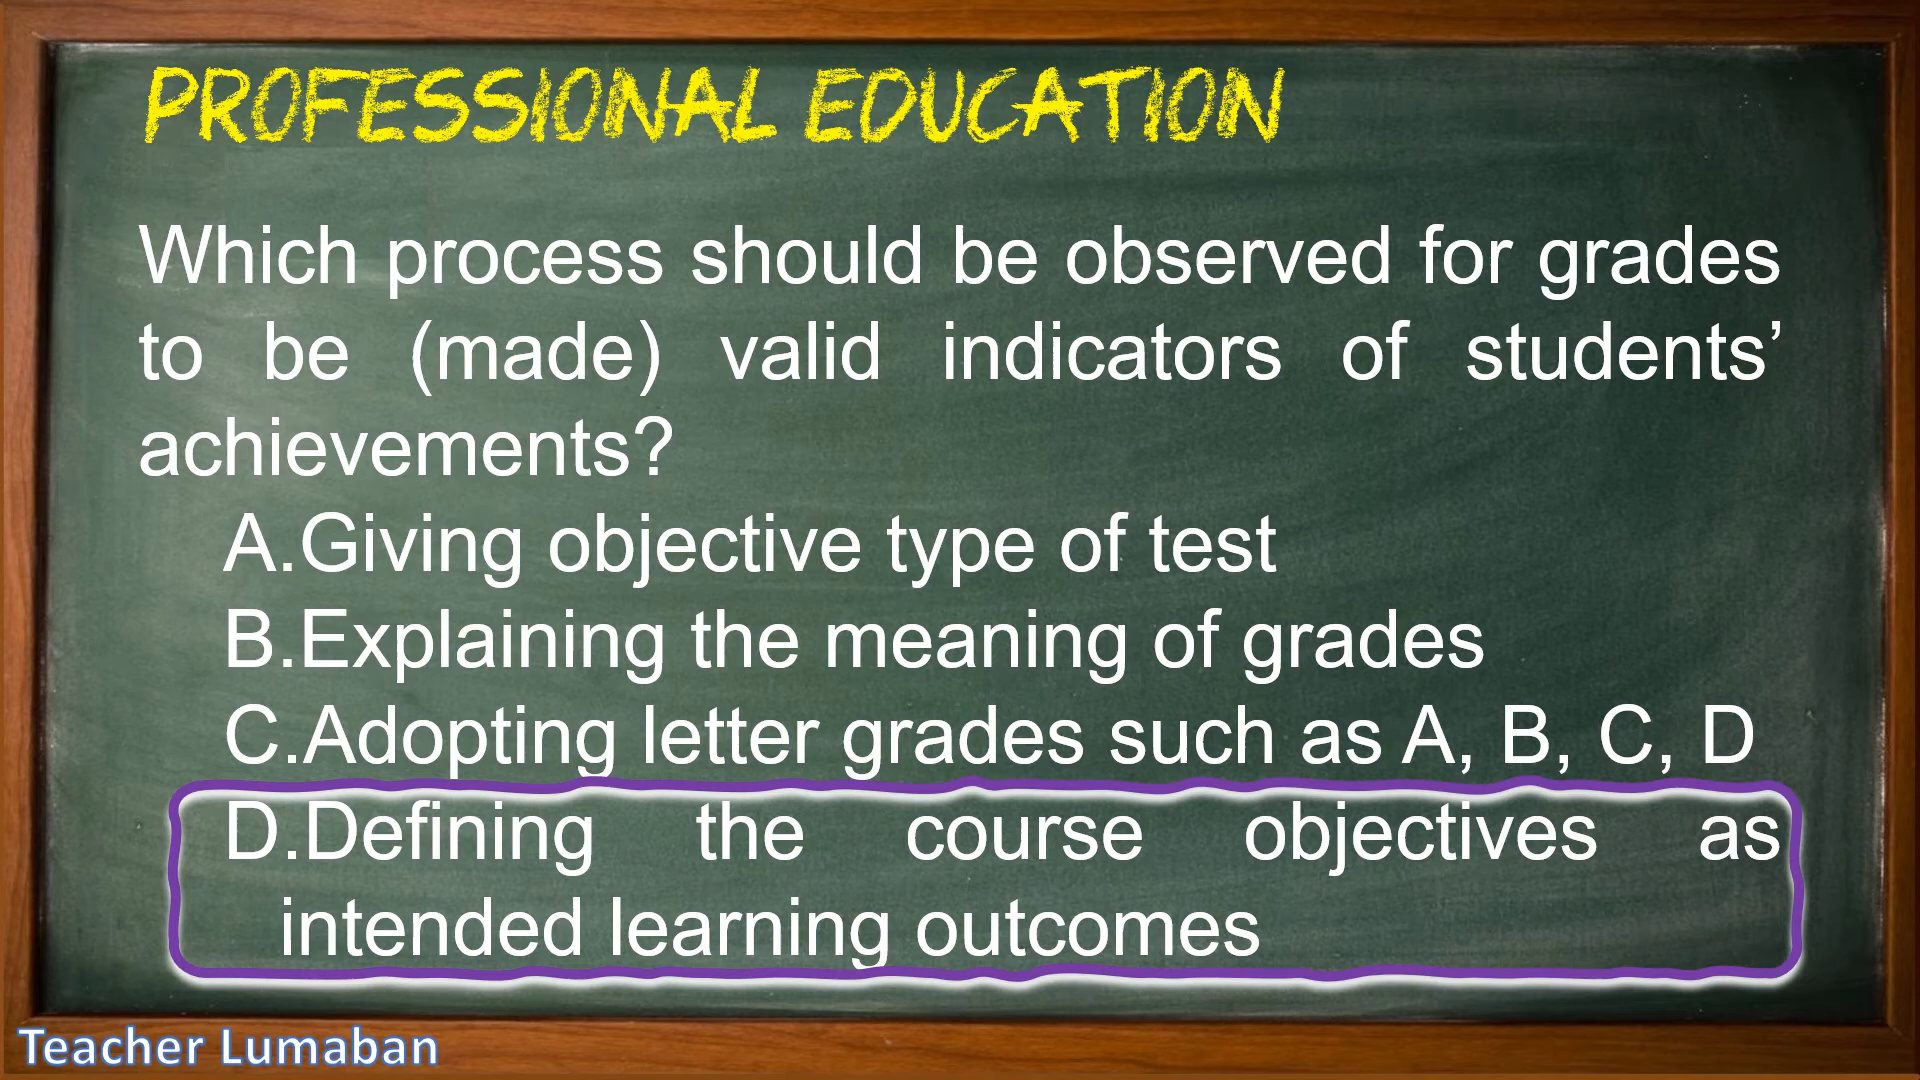 PROFESSIONAL EDUCATION
Which process should be observed for grades
to be (made) valid indicators of students’
achievements?
A.Giving objective type of test
B.Explaining the meaning of grades
C.Adopting letter grades such as A, B, C, D
D.Defining the course objectives as
intended learning outcomes
Teacher Lumaban